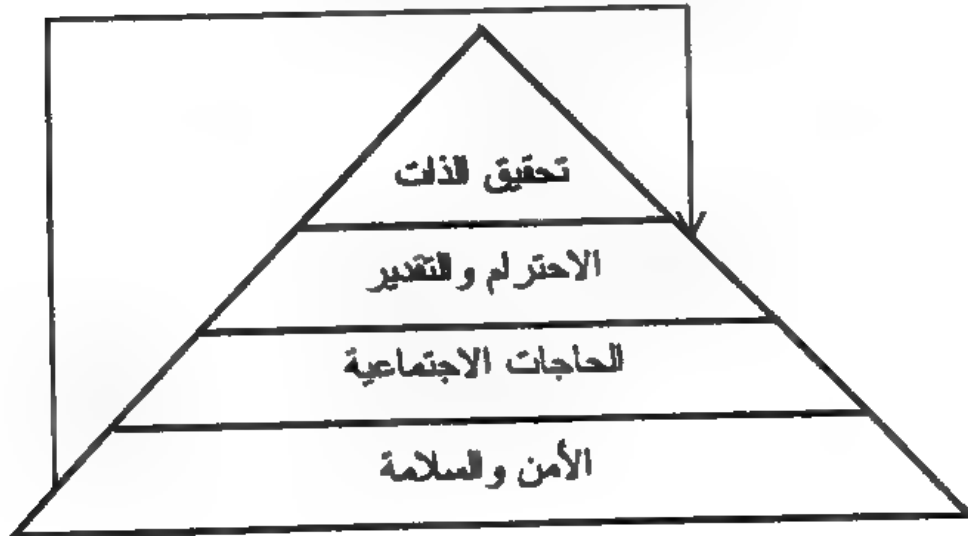 تحقيق الذات
الاحترام والتقدير
الحاجات الاجتماعية
الأمن والسلامة